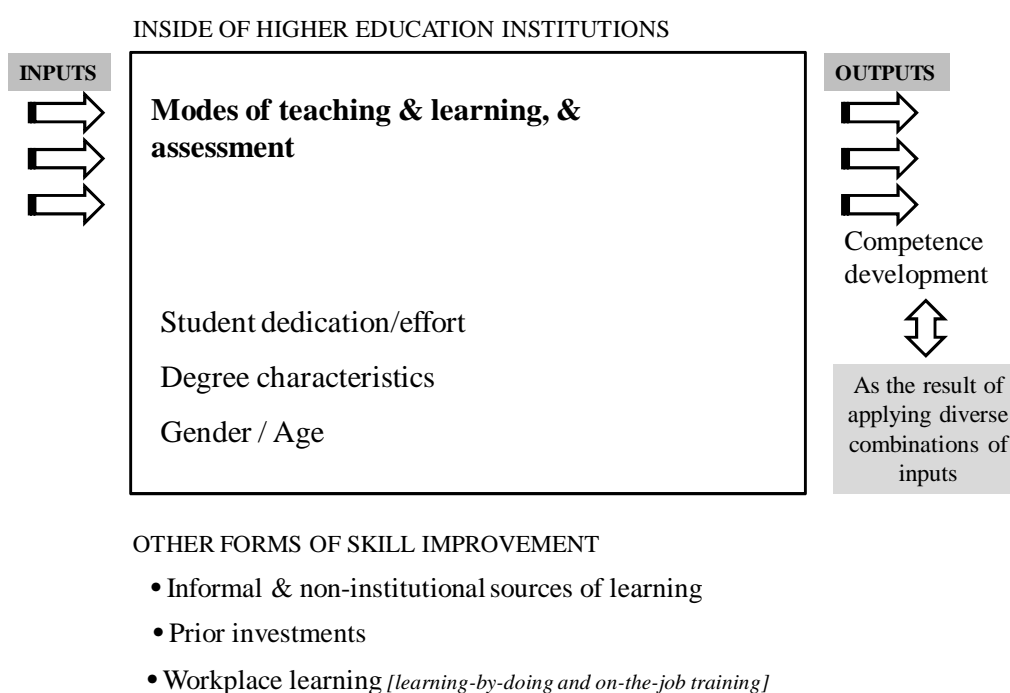 INSIDE OF HIGHER EDUCATION INSTITUTIONS
INPUTS
Modes of teaching & learning, &
assessment
Student dedication/effort
Degree characteristics
Gender / Age
OUTPUTS
Competence
development
As the result of
applying diverse
combinations of
inputs
OTHER FORMS OF SKILL IMPROVEMENT
• Informal & non-institutional sources of learning
• Prior investments
• Workplace learning [learning-by-doing and on-the-job training]